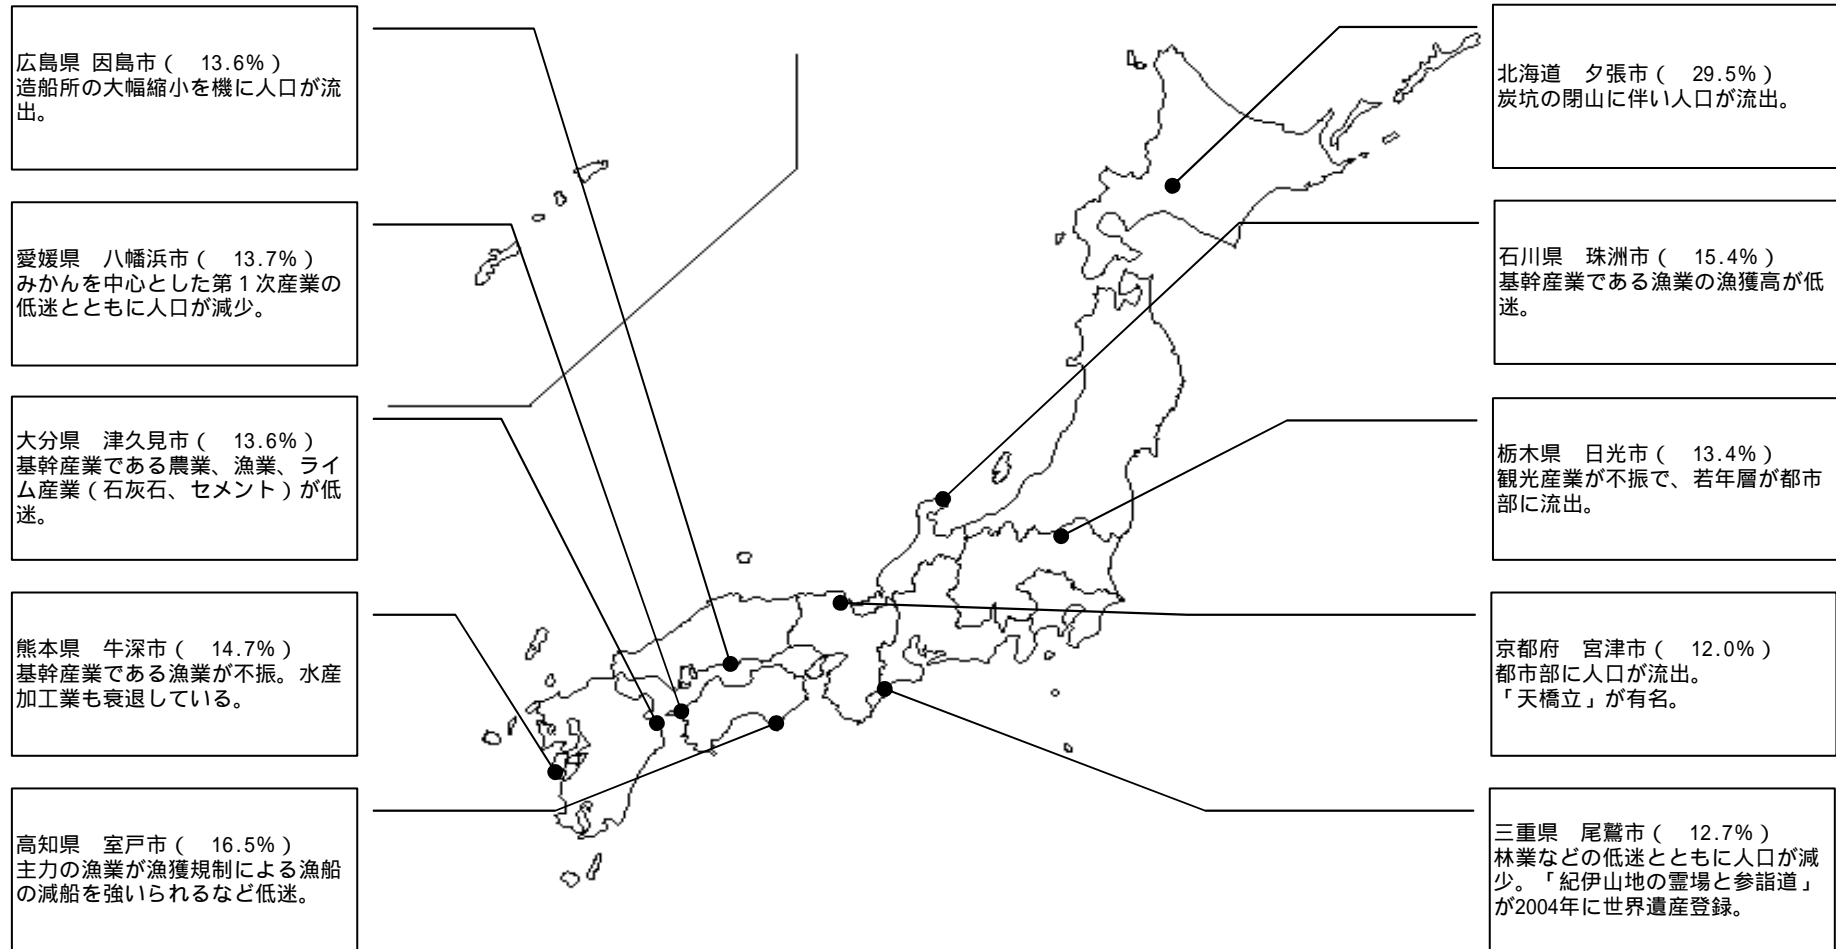 広島県 因島市(　13.6%)
造船所の大幅縮小を機に人口が流
出。
愛媛県　八幡浜市(　13.7%)
みかんを中心とした第1次産業の
低迷とともに人口が減少。
大分県　津久見市(　13.6%)
基幹産業である農業、漁業、ライ
ム産業(石灰石、セメント)が低
迷。
熊本県　牛深市(　14.7%)
基幹産業である漁業が不振。水産
加工業も衰退している。
高知県　室戸市(　16.5%)
主力の漁業が漁獲規制による漁船
の減船を強いられるなど低迷。
北海道　夕張市(　29.5%)
炭坑の閉山に伴い人口が流出。
石川県　珠洲市(　15.4%)
基幹産業である漁業の漁獲高が低
迷。
栃木県　日光市(　13.4%)
観光産業が不振で、若年層が都市
部に流出。
京都府　宮津市(　12.0%)
都市部に人口が流出。
「天橋立」が有名。
三重県　尾鷲市(　12.7%)
林業などの低迷とともに人口が減
少。「紀伊山地の霊場と参詣道」
が2004年に世界遺産登録。